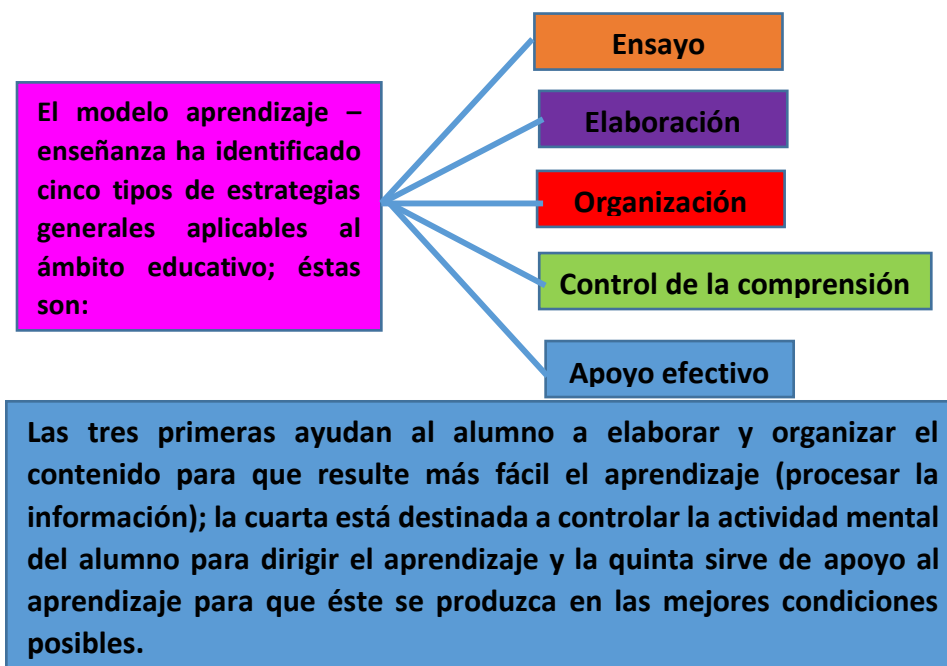 El modelo aprendizaje –
enseñanza ha identificado
cinco tipos de estrategias
generales aplicables al
ámbito educativo; éstas
son:
Ensayo
Elaboración
Organización
Control de la comprensión
Apoyo efectivo
Las tres primeras ayudan al alumno a elaborar y organizar el
contenido para que resulte más fácil el aprendizaje (procesar la
información); la cuarta está destinada a controlar la actividad mental
del alumno para dirigir el aprendizaje y la quinta sirve de apoyo al
aprendizaje para que éste se produzca en las mejores condiciones
posibles.